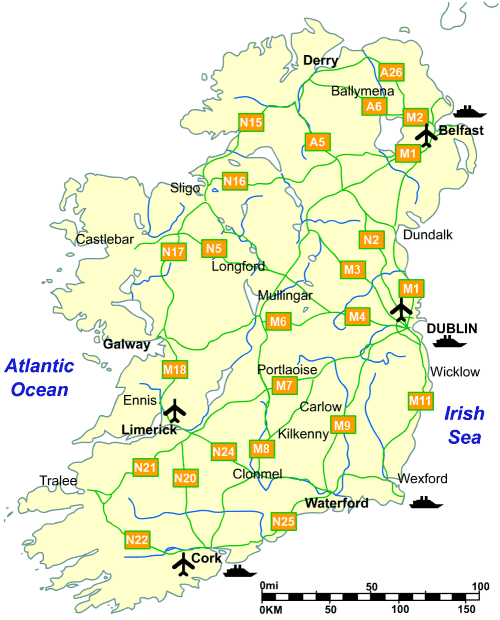 Derry
A26
Ballymena
A6
M2
Belfast
N15
A5
M1
N16
Sligo
Castlebar
N17
N5
Longford
N2
Dundalk
M3
Mullingar
M1
M6
M4
DUBLIN
Galway
Atlantic
Ocean
M18
Portlaoise
M7
Wicklow
Ennis
Carlow
M11
Irish
Sea
Limerick
M9
Kilkenny
N24
M8
N21
N20
Clonmel
Tralee
Wexford
Waterford
N25
N22
Cork
0mi 50 100
0KM 50 100 150